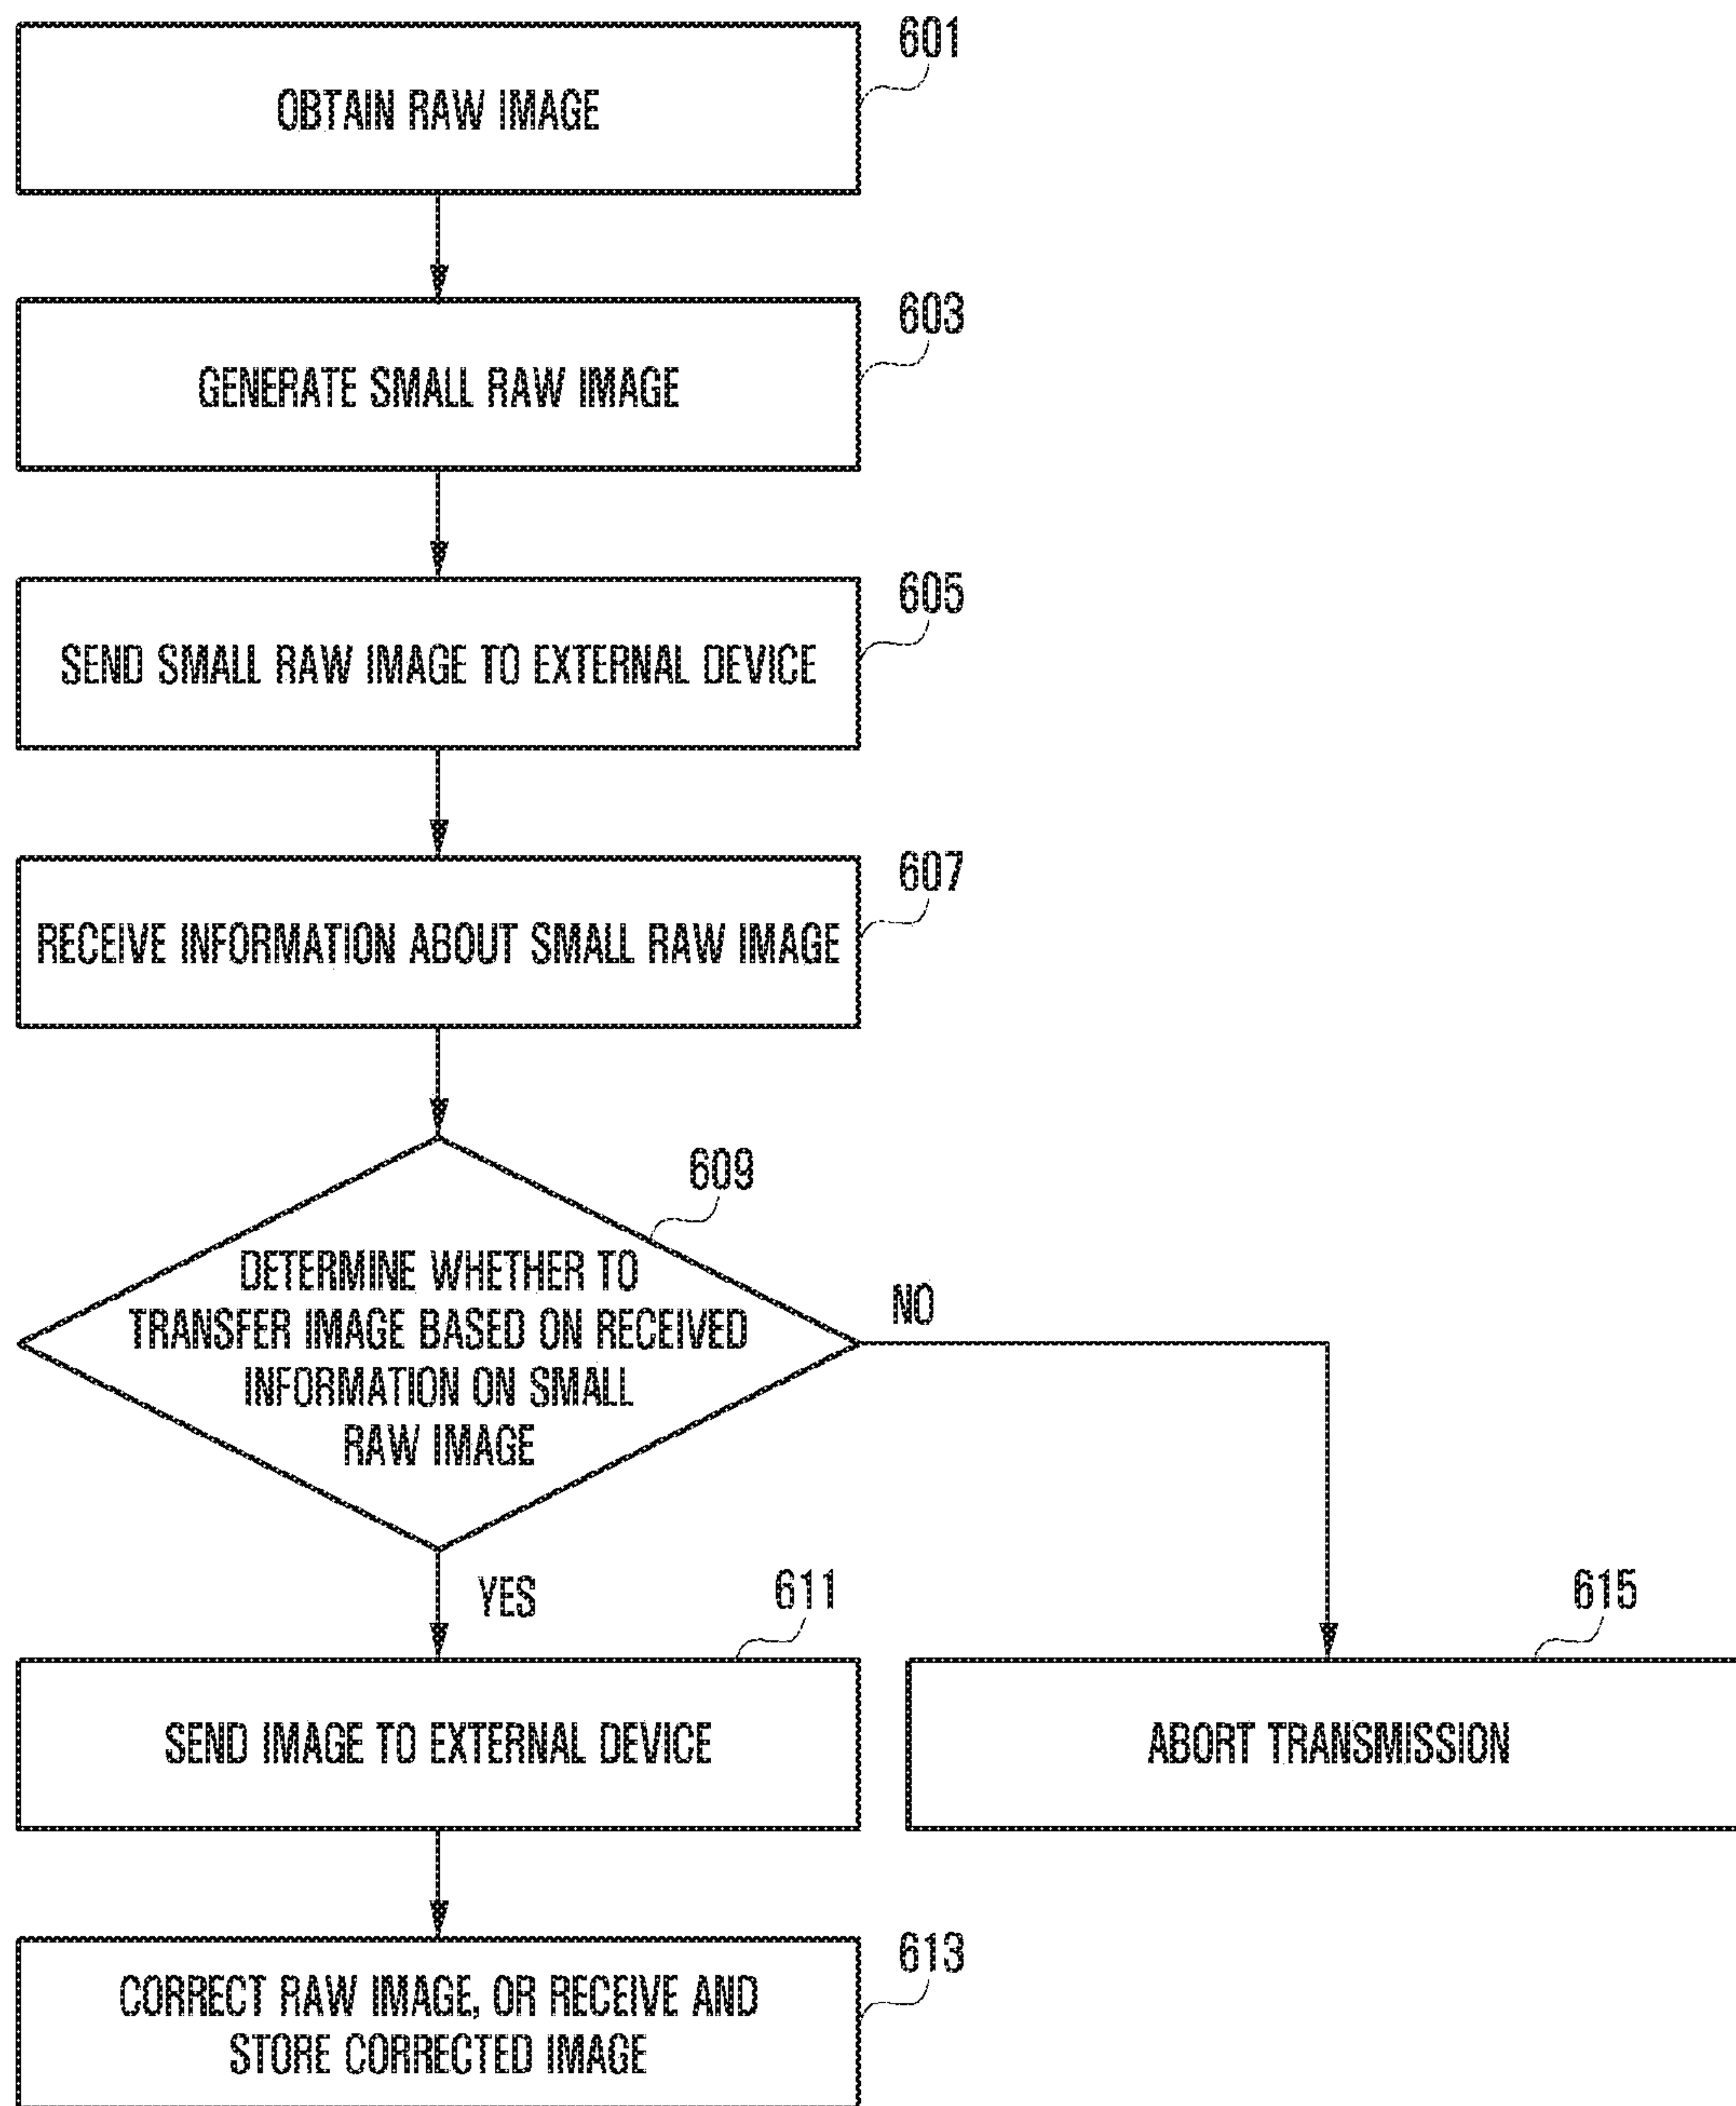 601
OBTAIN RAW IMAGE
603
GENERATE SMALL RAW IMAGE
605
SEND SMALL RAW IMAGE TO EXTERNAL DEVICE
607
RECEIVE INFORMATION ABOUT SMALL RAW IMAGE
609
DETERMINE WHETHER TO
TRANSFER IMAGE BASED ON RECEIVED
INFORMATION ON SMALL
RAW IMAGE
NO
YES
611
SEND IMAGE TO EXTERNAL DEVICE
615
ABORT TRANSMISSION
613
CORRECT RAW IMAGE, OR RECEIVE AND
STORE CORRECTED IMAGE